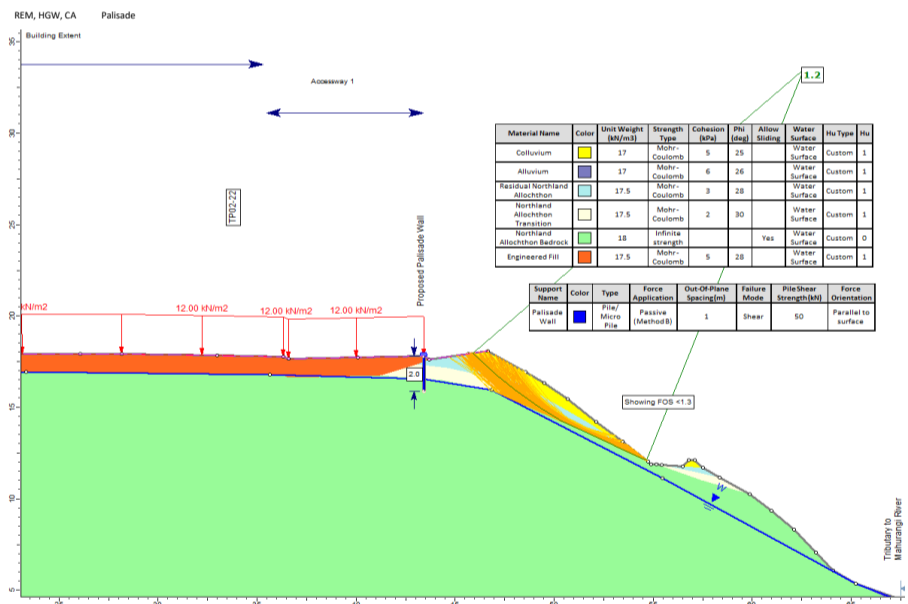 REM, HGW, CA Palisade
Building Extent
Accessway 1
1.2
TP02-22
Proposed Palisade Wall
Material Name Color Unit Weight (kN/m3) Strength Type Cohesion (kPa) Phi (deg) Allow Sliding Water Surface Hu Type Hu
Colluvium 17 Mohr-Coulomb 5 25 Water Surface Custom 1
Alluvium 17 Mohr-Coulomb 6 26 Water Surface Custom 1
Residual Northland Allochthon 17.5 Mohr-Coulomb 3 28 Water Surface Custom 1
Northland Allochthon Transition 17.5 Mohr-Coulomb 2 30 Water Surface Custom 1
Northland Allochthon Bedrock 18 Infinite strength Yes Water Surface Custom 0
Engineered Fill 17.5 Mohr-Coulomb 5 28 Water Surface Custom 1
Support Name Color Type Force Application Out-Of-Plane Spacing(m) Failure Mode Pile Shear Strength(kN) Force Orientation
Palisade Wall Pile/ Micro Pile Passive (Method B) 1 Shear 50 Parallel to surface
kN/m2
12.00 kN/m2
12.00 kN/m2
12.00 kN/m2
2.0
Showing FOS <1.3
W
Tributary to Mahurangi River
35
30
25
20
15
10
5